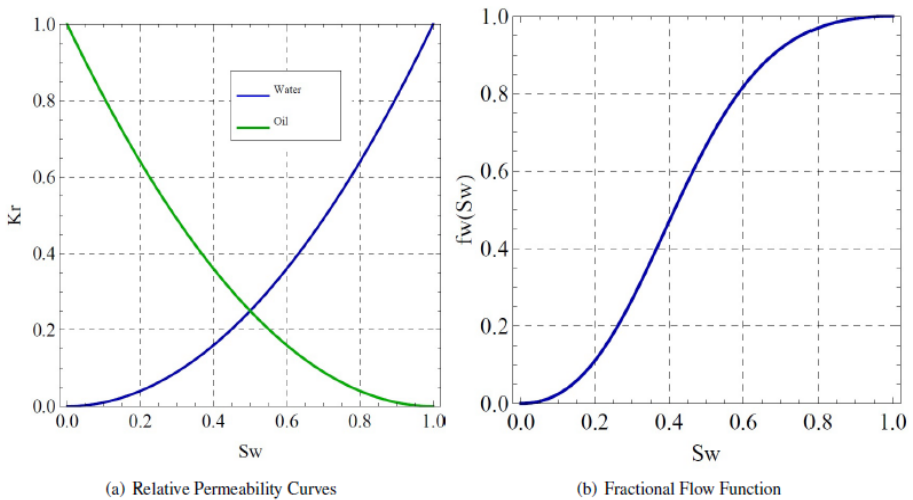 1.0
0.8
0.6
0.4
0.2
0.0
Kr
Water
Oil
0.0 0.2 0.4 0.6 0.8 1.0
Sw
(a) Relative Permeability Curves
1.0
0.8
0.6
0.4
0.2
0.0
fw(Sw)
0.0 0.2 0.4 0.6 0.8 1.0
Sw
(b) Fractional Flow Function